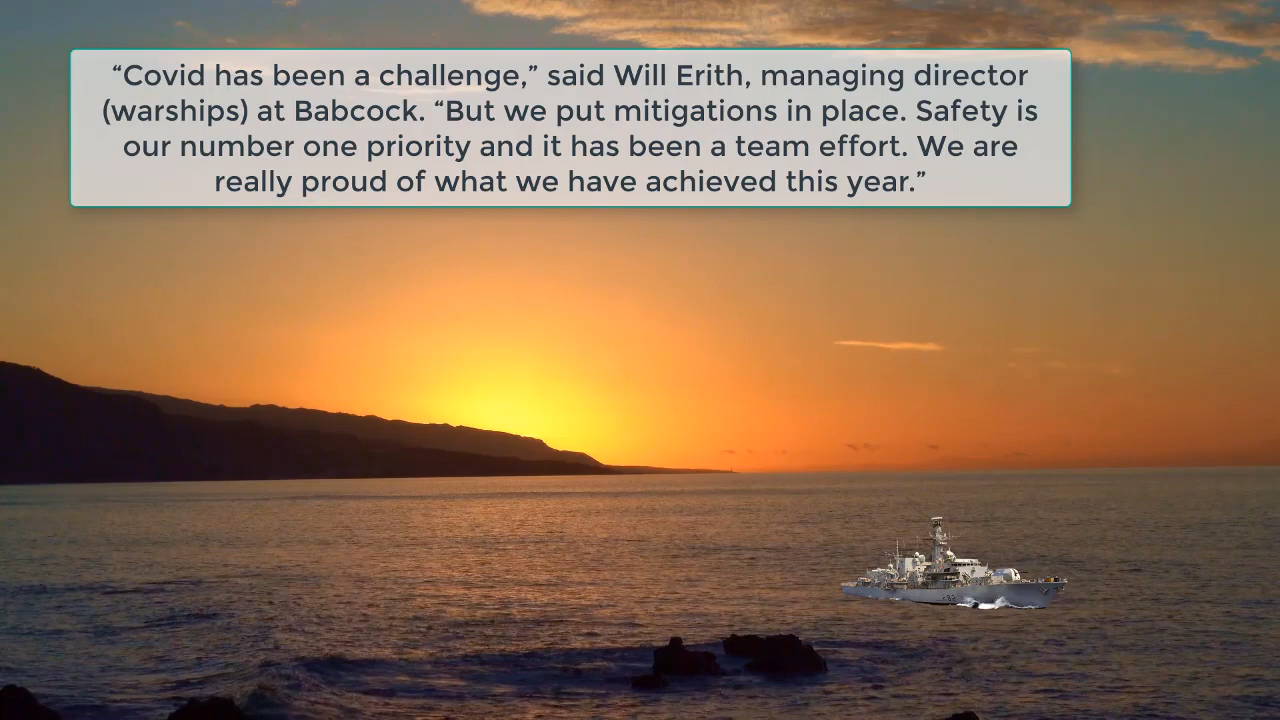 “Covid has been a challenge,” said Will Erith, managing director
(warships) at Babcock. “But we put mitigations in place. Safety is
our number one priority and it has been a team effort. We are
really proud of what we have achieved this year.”